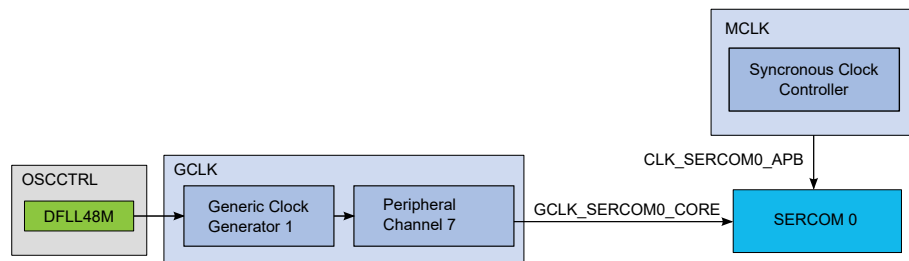 MCLK
Syncronous Clock
Controller
CLK_SERCOM0_APB
OSCCTRL
DFLL48M
GCLK
Generic Clock
Generator 1
Peripheral
Channel 7
GCLK_SERCOM0_CORE
SERCOM 0